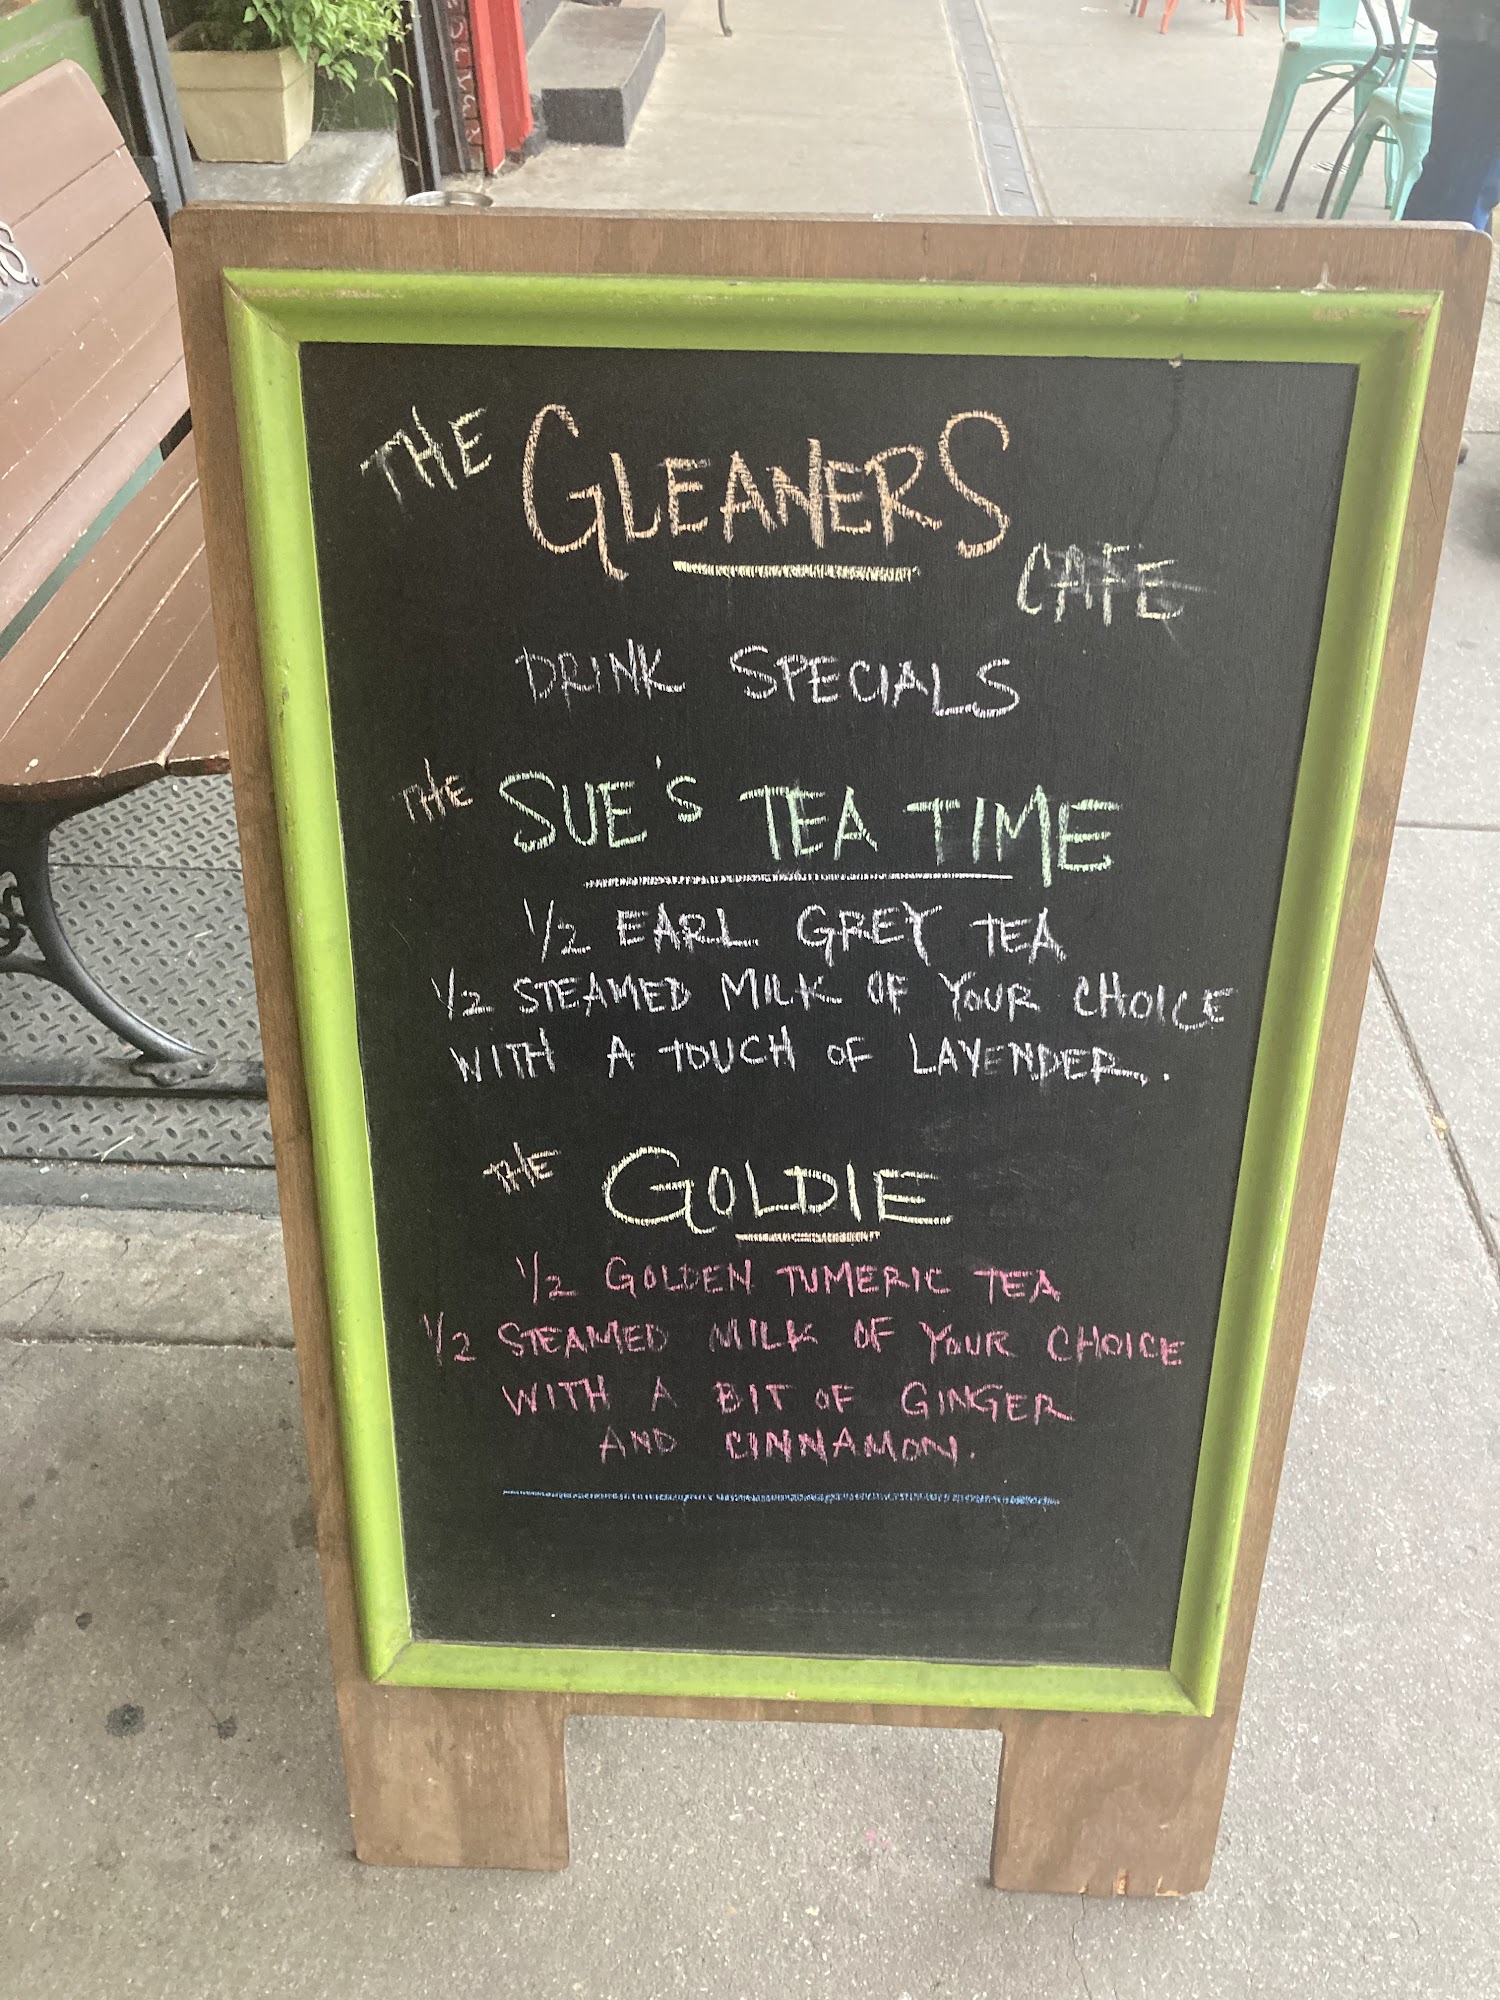 THE GLEANERS CAFE
DRINK SPECIALS
THE SUE'S TEA TIME
1/2 EARL GREY TEA
1/2 STEAMED MILK OF YOUR CHOICE
WITH A TOUCH OF LAVENDER.
THE GOLDIE
1/2 GOLDEN TUMERIC TEA
1/2 STEAMED MILK OF YOUR CHOICE
WITH A BIT OF GINGER
AND CINNAMON.